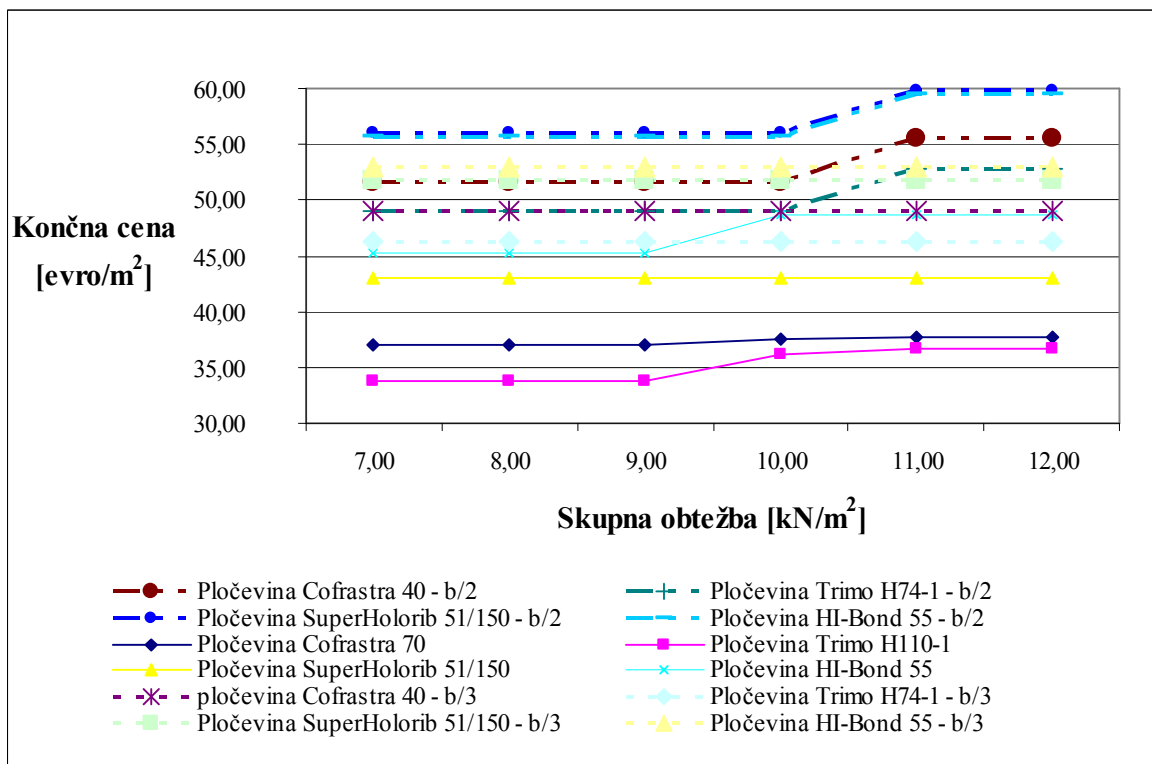 60,00
55,00
50,00
45,00
40,00
35,00
30,00
Končna cena
[evro/m²]
7,00 8,00 9,00 10,00 11,00 12,00
Skupna obtežba [kN/m²]
Pločevina Cofrastra 40 - b/2 Pločevina Trimo H74-1 - b/2
Pločevina SuperHolorib 51/150 - b/2 Pločevina HI-Bond 55 - b/2
Pločevina Cofrastra 70 Pločevina Trimo H110-1
Pločevina SuperHolorib 51/150 Pločevina HI-Bond 55
pločevina Cofrastra 40 - b/3 Pločevina Trimo H74-1 - b/3
Pločevina SuperHolorib 51/150 - b/3 Pločevina HI-Bond 55 - b/3